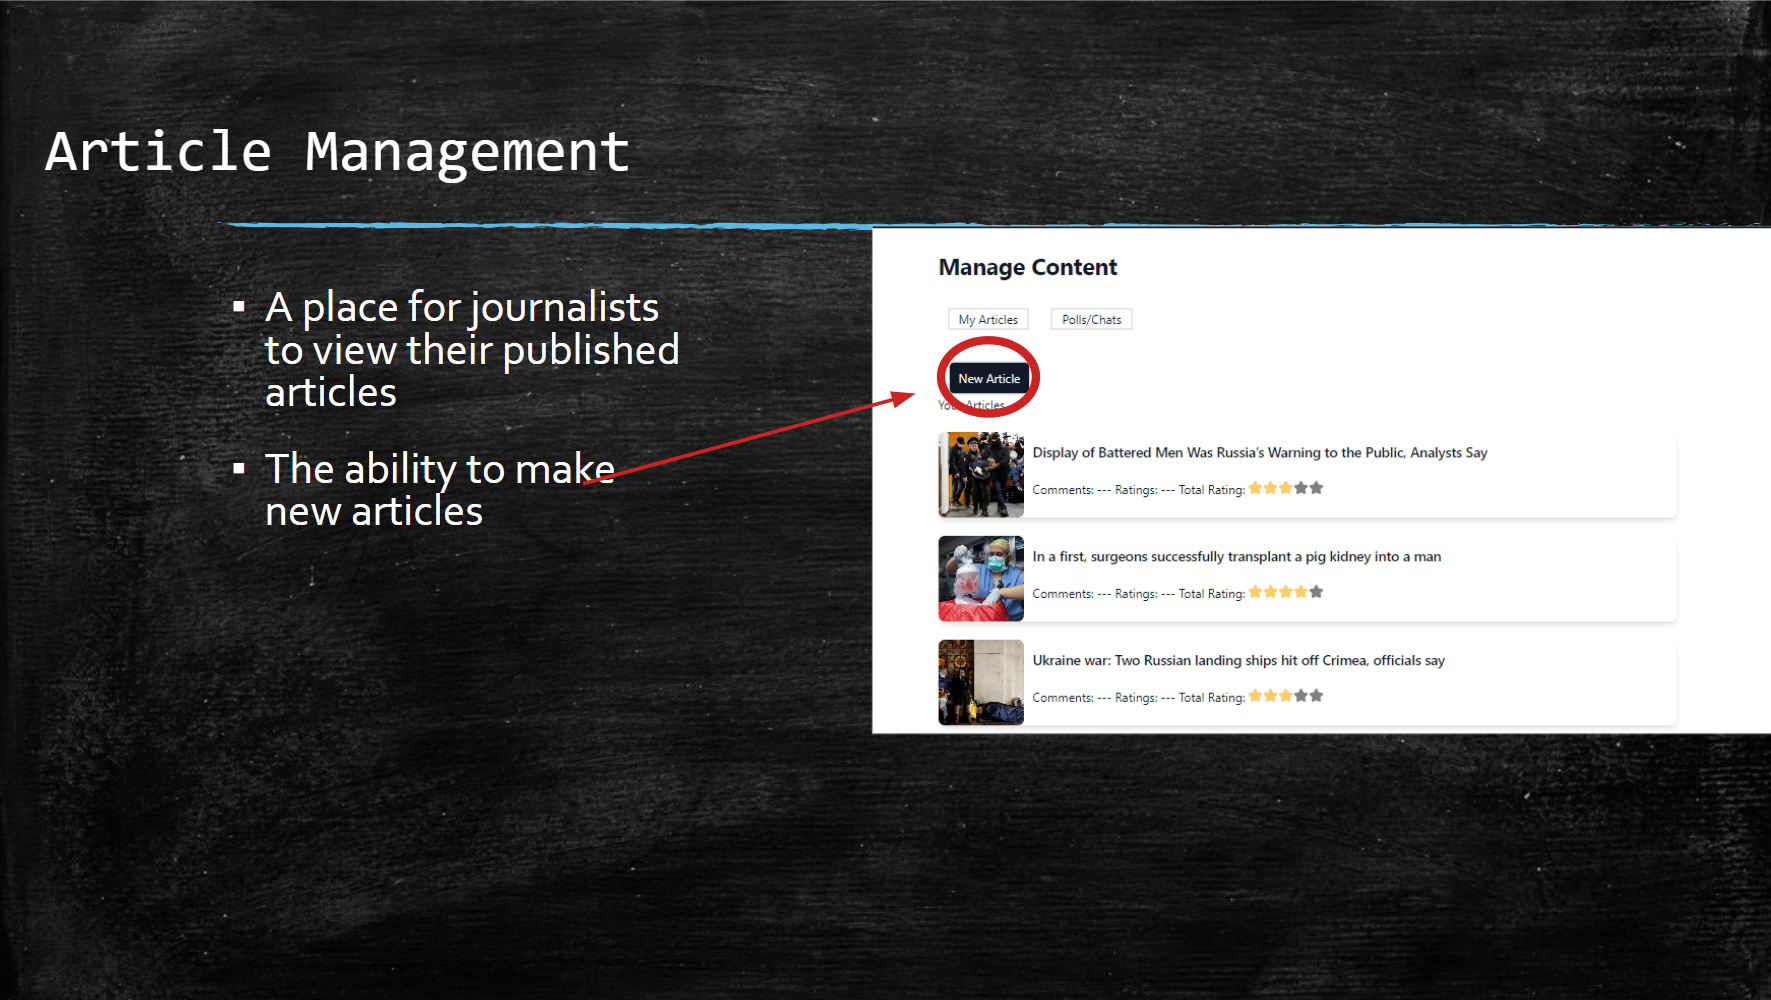 Article Management
▪ A place for journalists
to view their published
articles
▪ The ability to make
new articles
Manage Content
My Articles
Polls/Chats
New Article
Your Articles
Display of Battered Men Was Russia's Warning to the Public, Analysts Say
Comments: --- Ratings: --- Total Rating:
In a first, surgeons successfully transplant a pig kidney into a man
Comments: --- Ratings: --- Total Rating:
Ukraine war: Two Russian landing ships hit off Crimea, officials say
Comments: --- Ratings: --- Total Rating: